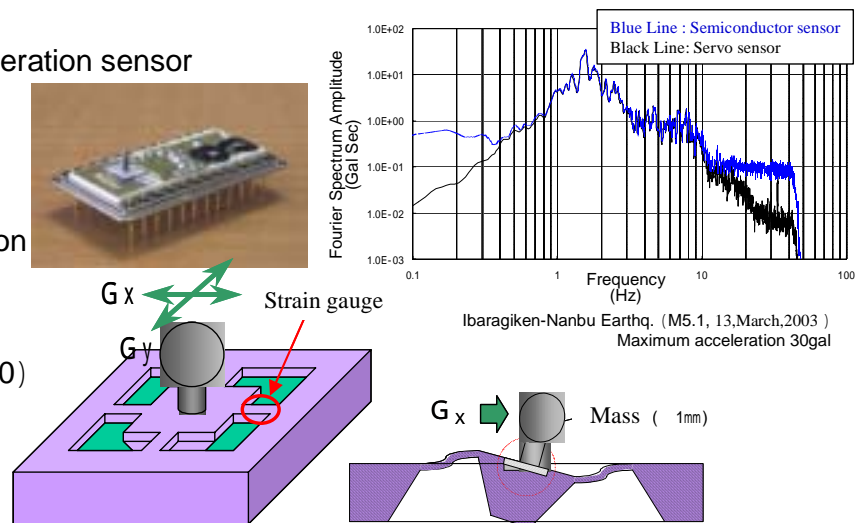 eration sensor
Blue Line : Semiconductor sensor
Black Line: Servo sensor
Fourier Spectrum Amplitude
(Gal Sec)
1.0E+02
1.0E+01
1.0E+00
1.0E-01
1.0E-02
1.0E-03
0.1
1
10
100
Frequency
(Hz)
Ibaragiken-Nanbu Earthq. (M5.1, 13,March,2003 )
Maximum acceleration 30gal
on
Gx
Strain gauge
Gy
0)
Gx
Mass ( 1mm)